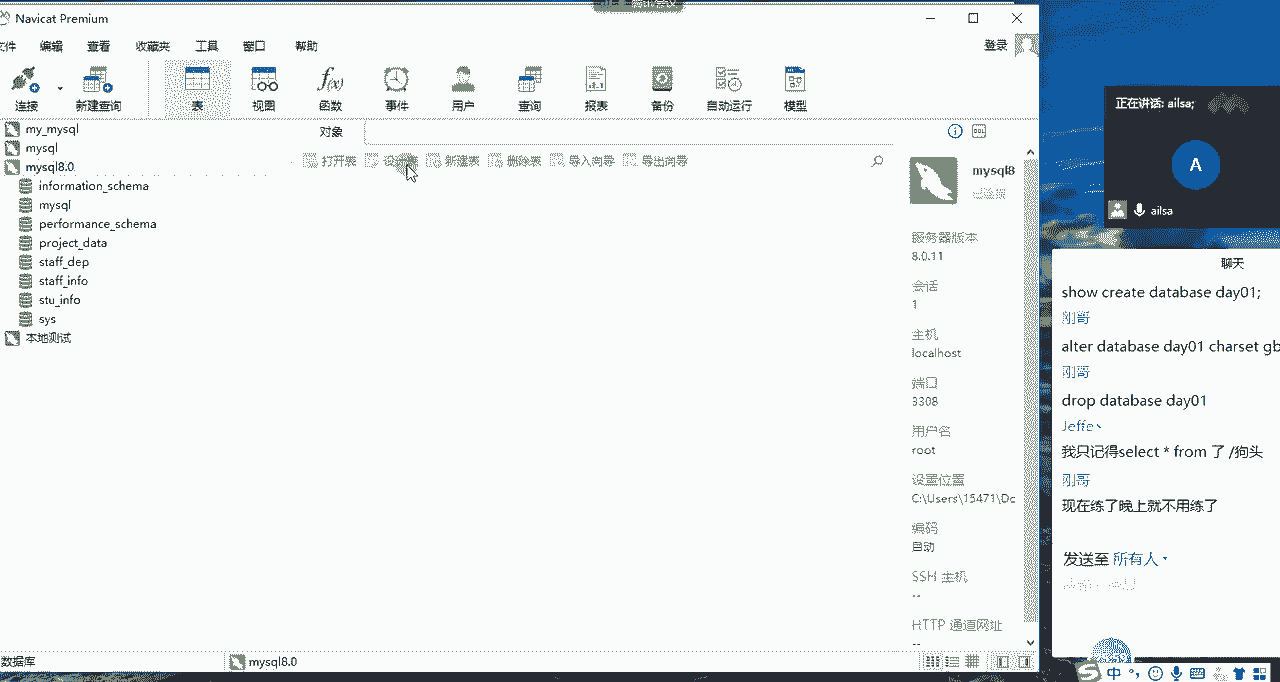 Navicat Premium
文件 编辑 查看 收藏夹 工具 窗口 帮助
登录
连接 新建查询 表 视图 函数 事件 用户 查询 报表 备份 自动运行 模型
my_mysql
mysql
mysql8.0
information_schema
mysql
performance_schema
project_data
staff_dep
staff_info
stu_info
sys
本地测试
对象
打开表 设计表 新建表 删除表 导入向导 导出向导
mysql8
已连接
服务器版本
8.0.11
会话
1
主机
localhost
端口
3308
用户名
root
设置位置
C:\Users\15471\Dc
编码
自动
SSH 主机
--
HTTP 通道网址
--
数据库
mysql8.0
正在讲话: ailsa;
A
ailsa
聊天
show create database day01;
刚哥
alter database day01 charset gb
刚哥
drop database day01
Jeffe、
我只记得select * from 了 /狗头
刚哥
现在练了晚上就不用练了
发送至 所有人
中